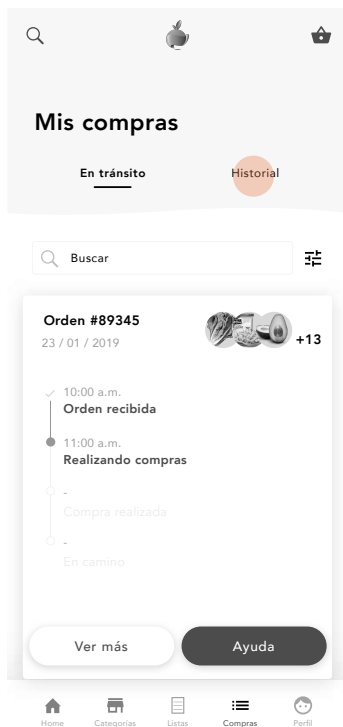 Mis compras
En tránsito
Historial
Buscar
Orden #89345
23 / 01 / 2019
+13
10:00 a.m.
Orden recibida
11:00 a.m.
Realizando compras
-
Compra realizada
-
En camino
Ver más
Ayuda
Home
Categorías
Listas
Compras
Perfil